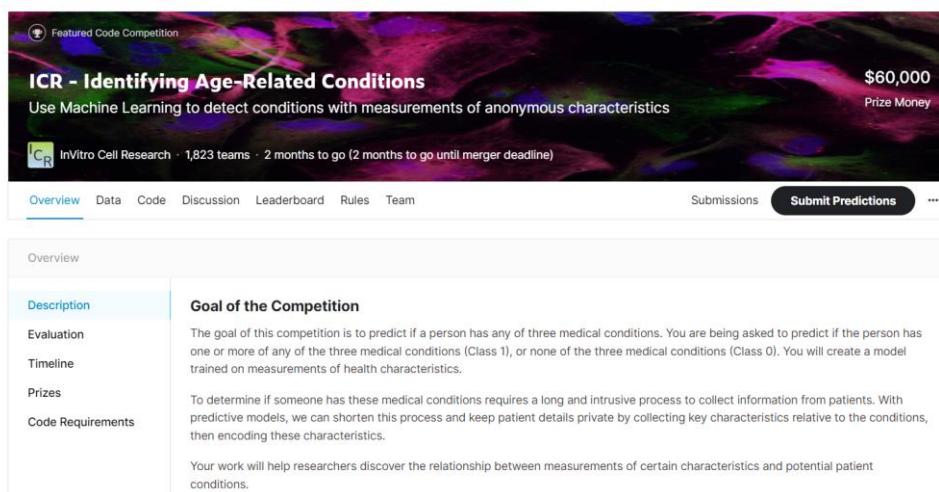 Featured Code Competition
ICR - Identifying Age-Related Conditions
Use Machine Learning to detect conditions with measurements of anonymous characteristics
$60,000
Prize Money
ICR
InVitro Cell Research · 1,823 teams · 2 months to go (2 months to go until merger deadline)
Overview Data Code Discussion Leaderboard Rules Team Submissions Submit Predictions ...
Overview
Description
Evaluation
Timeline
Prizes
Code Requirements
Goal of the Competition
The goal of this competition is to predict if a person has any of three medical conditions. You are being asked to predict if the person has
one or more of any of the three medical conditions (Class 1), or none of the three medical conditions (Class 0). You will create a model
trained on measurements of health characteristics.
To determine if someone has these medical conditions requires a long and intrusive process to collect information from patients. With
predictive models, we can shorten this process and keep patient details private by collecting key characteristics relative to the conditions,
then encoding these characteristics.
Your work will help researchers discover the relationship between measurements of certain characteristics and potential patient
conditions.